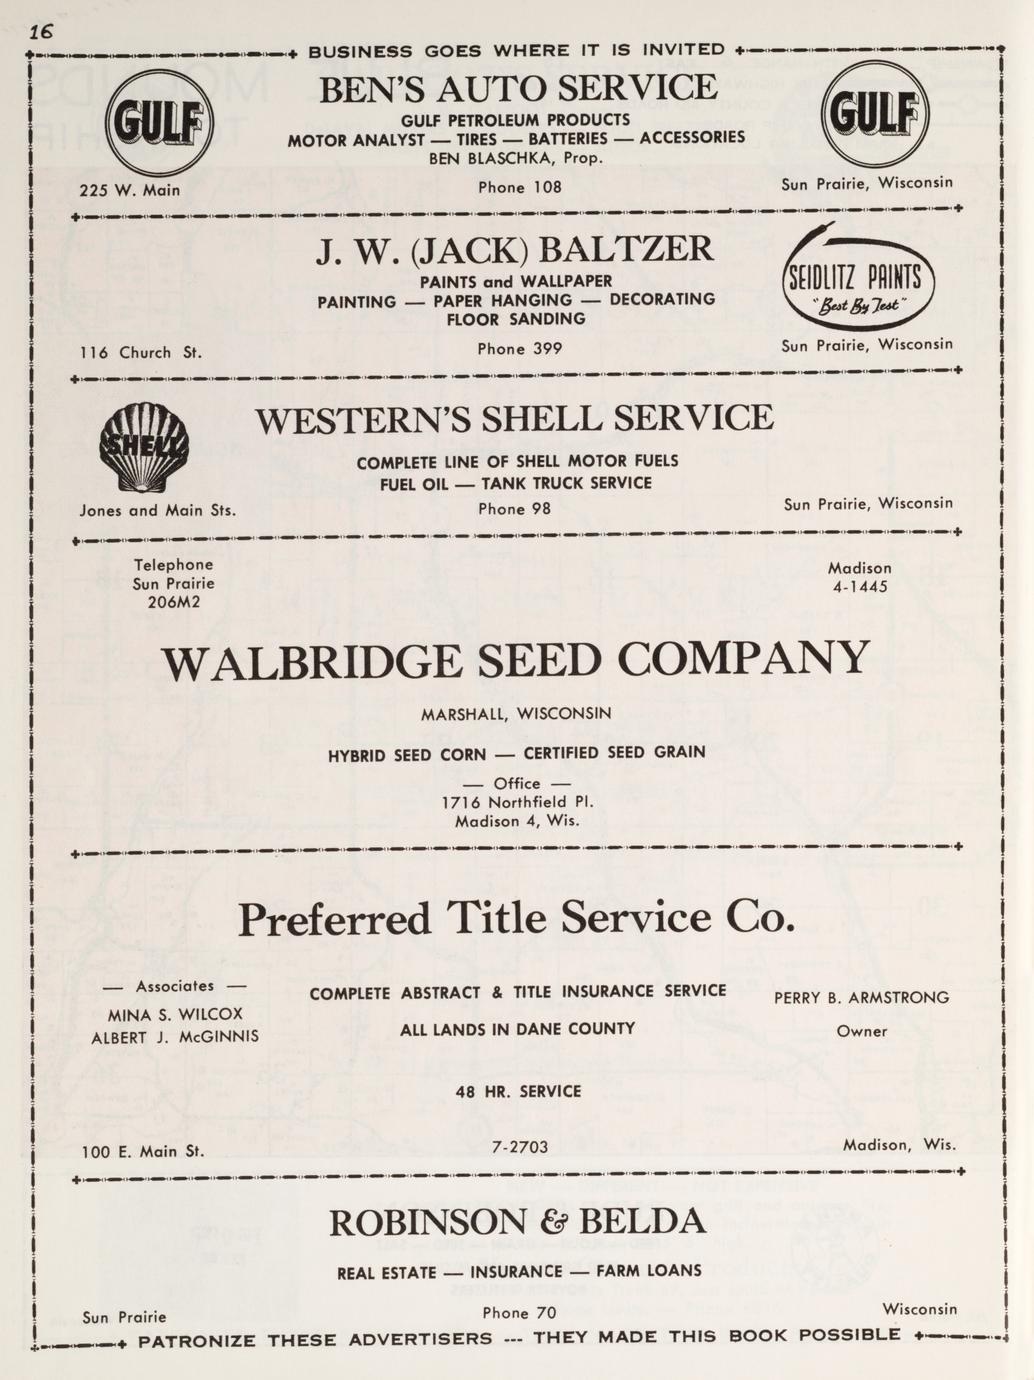 16
BUSINESS GOES WHERE IT IS INVITED
GULF
BEN'S AUTO SERVICE
GULF
GULF PETROLEUM PRODUCTS
MOTOR ANALYST — TIRES — BATTERIES — ACCESSORIES
BEN BLASCHKA, Prop.
225 W. Main
Phone 108
Sun Prairie, Wisconsin
J. W. (JACK) BALTZER
PAINTS and WALLPAPER
PAINTING — PAPER HANGING — DECORATING
FLOOR SANDING
SEIDLITZ PAINTS
"Best By Test"
116 Church St.
Phone 399
Sun Prairie, Wisconsin
SHELL
WESTERN'S SHELL SERVICE
COMPLETE LINE OF SHELL MOTOR FUELS
FUEL OIL — TANK TRUCK SERVICE
Jones and Main Sts.
Phone 98
Sun Prairie, Wisconsin
Telephone
Sun Prairie
206M2
Madison
4-1445
WALBRIDGE SEED COMPANY
MARSHALL, WISCONSIN
HYBRID SEED CORN — CERTIFIED SEED GRAIN
— Office —
1716 Northfield Pl.
Madison 4, Wis.
Preferred Title Service Co.
— Associates —
MINA S. WILCOX
ALBERT J. McGINNIS
COMPLETE ABSTRACT & TITLE INSURANCE SERVICE
ALL LANDS IN DANE COUNTY
PERRY B. ARMSTRONG
Owner
48 HR. SERVICE
100 E. Main St.
7-2703
Madison, Wis.
ROBINSON & BELDA
REAL ESTATE — INSURANCE — FARM LOANS
Sun Prairie
Phone 70
Wisconsin
PATRONIZE THESE ADVERTISERS --- THEY MADE THIS BOOK POSSIBLE